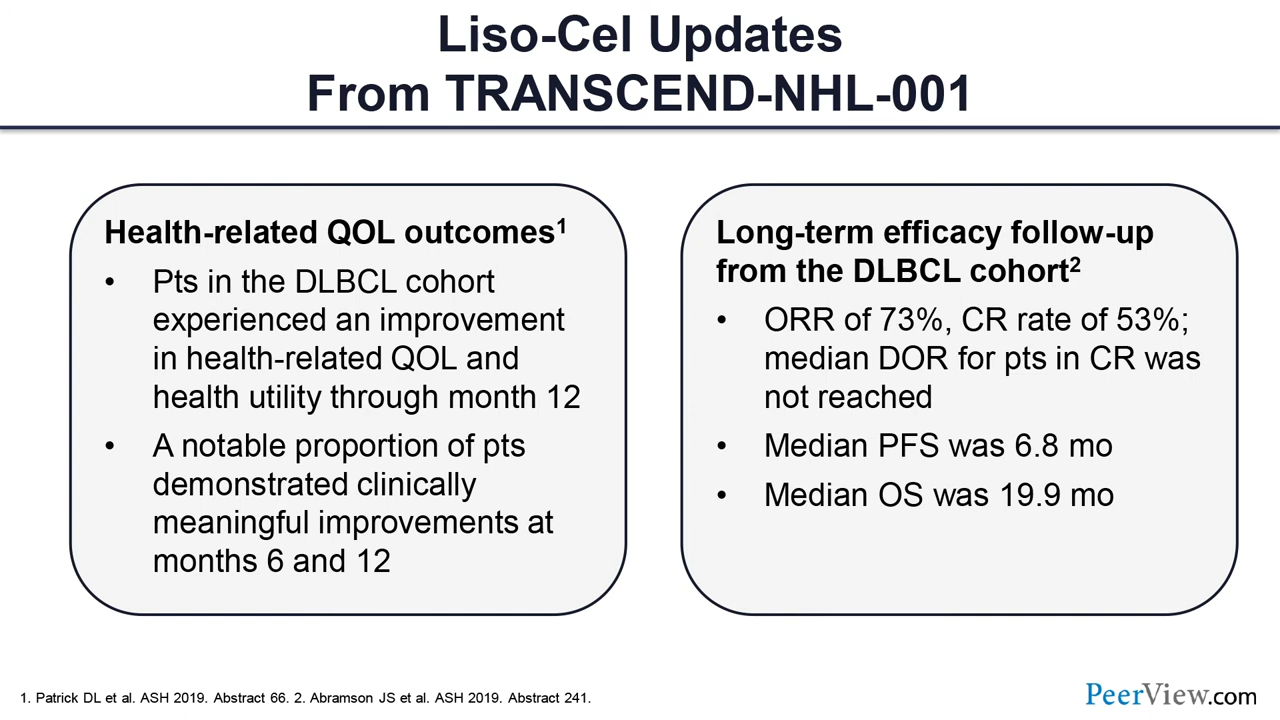 Liso-Cel Updates
From TRANSCEND-NHL-001
Health-related QOL outcomes1
• Pts in the DLBCL cohort
experienced an improvement
in health-related QOL and
health utility through month 12
• A notable proportion of pts
demonstrated clinically
meaningful improvements at
months 6 and 12
Long-term efficacy follow-up
from the DLBCL cohort2
• ORR of 73%, CR rate of 53%;
median DOR for pts in CR was
not reached
• Median PFS was 6.8 mo
• Median OS was 19.9 mo
1. Patrick DL et al. ASH 2019. Abstract 66. 2. Abramson JS et al. ASH 2019. Abstract 241.
PeerView.com